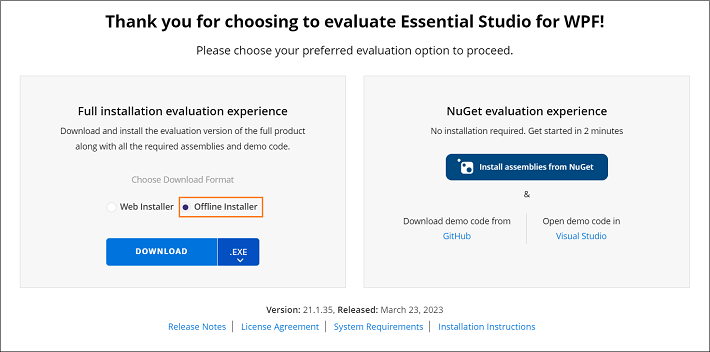 Thank you for choosing to evaluate Essential Studio for WPF!
Please choose your preferred evaluation option to proceed.
Full installation evaluation experience
Download and install the evaluation version of the full product
along with all the required assemblies and demo code.
Choose Download Format
Web Installer
Offline Installer
DOWNLOAD
.EXE
NuGet evaluation experience
No installation required. Get started in 2 minutes
Install assemblies from NuGet
&
Download demo code from
GitHub
Open demo code in
Visual Studio
Version: 21.1.35, Released: March 23, 2023
Release Notes | License Agreement | System Requirements | Installation Instructions